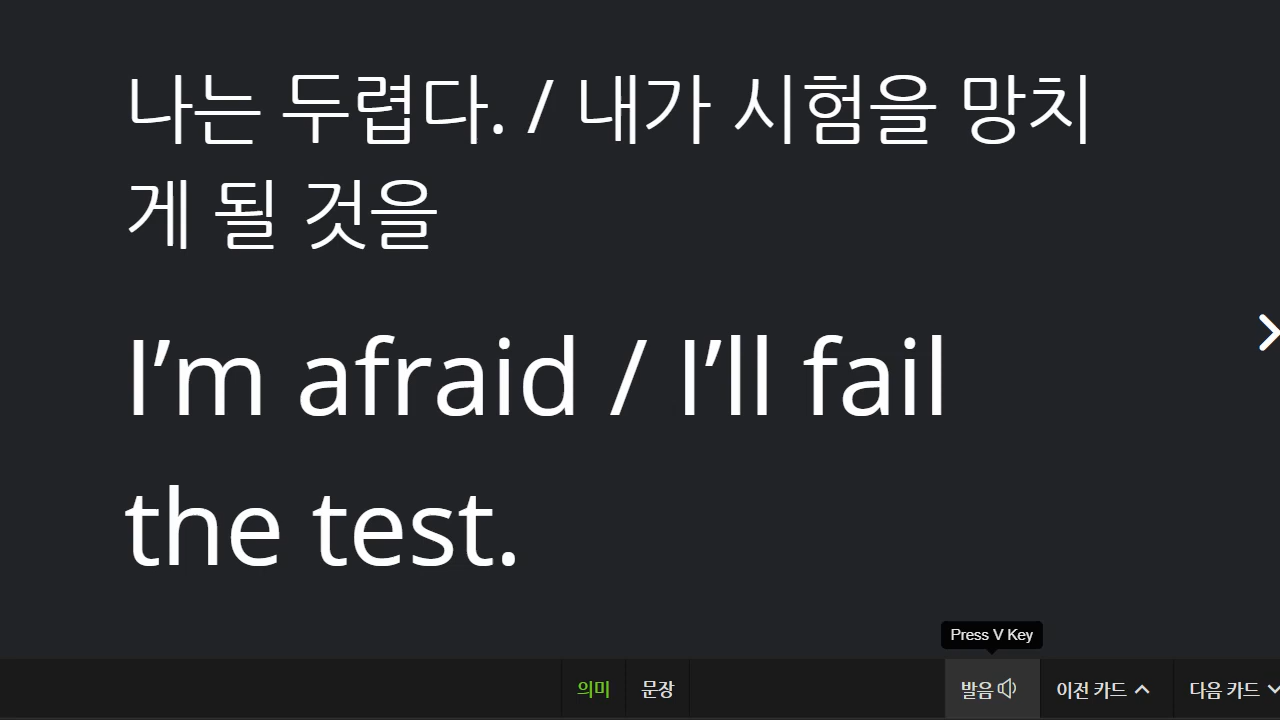 나는 두렵다. / 내가 시험을 망치
게 될 것을
I’m afraid / I’ll fail
the test.
Press V Key
의미 문장 발음 이전 카드 다음 카드